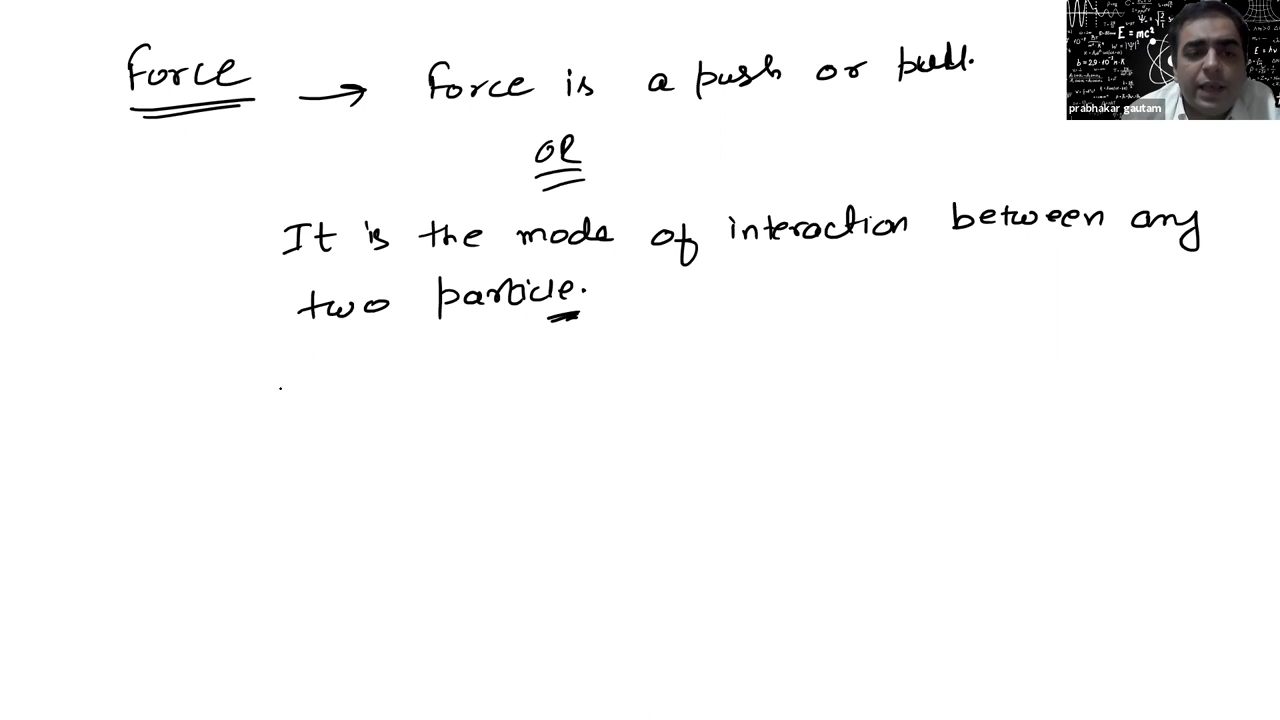 Force → Force is a push or pull.
OR
It is the mode of interaction between any
two particle.
E = mc²
prabhakar gautam